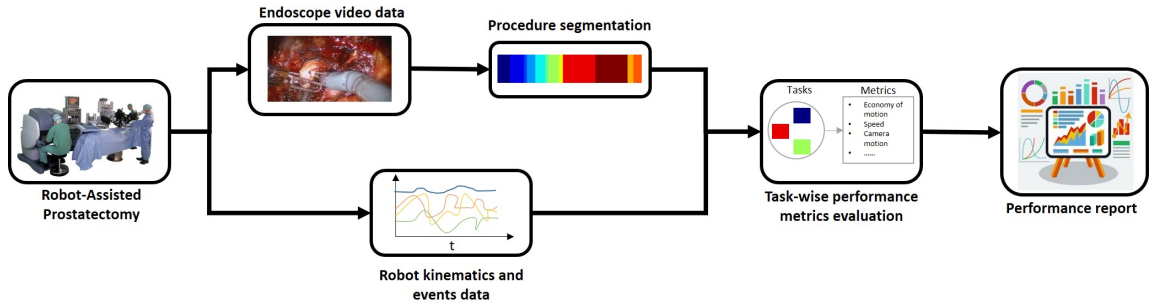 Endoscope video data
Procedure segmentation
Robot-Assisted
Prostatectomy
t
Robot kinematics and
events data
Tasks
Metrics
• Economy of
motion
• Speed
• Camera
motion
• ......
Task-wise performance
metrics evaluation
Performance report